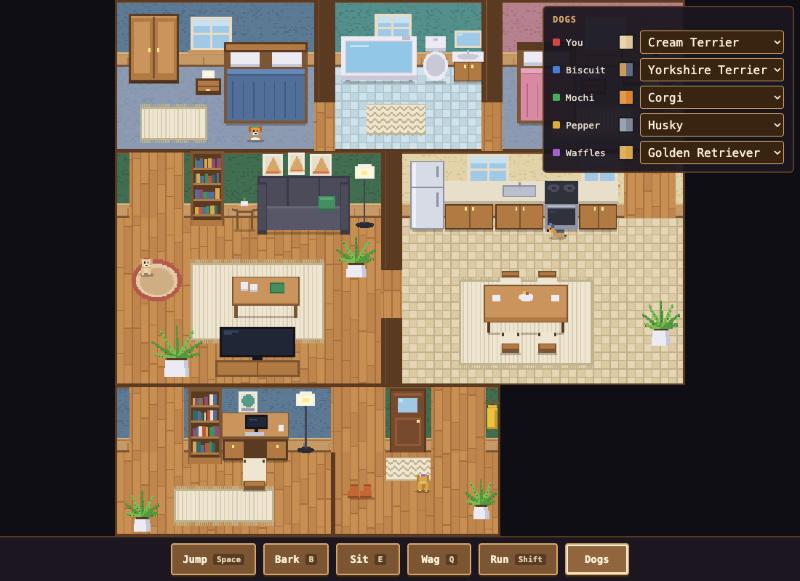 DOGS
You Cream Terrier
Biscuit Yorkshire Terrier
Mochi Corgi
Pepper Husky
Waffles Golden Retriever
Jump Space Bark B Sit E Wag Q Run Shift Dogs